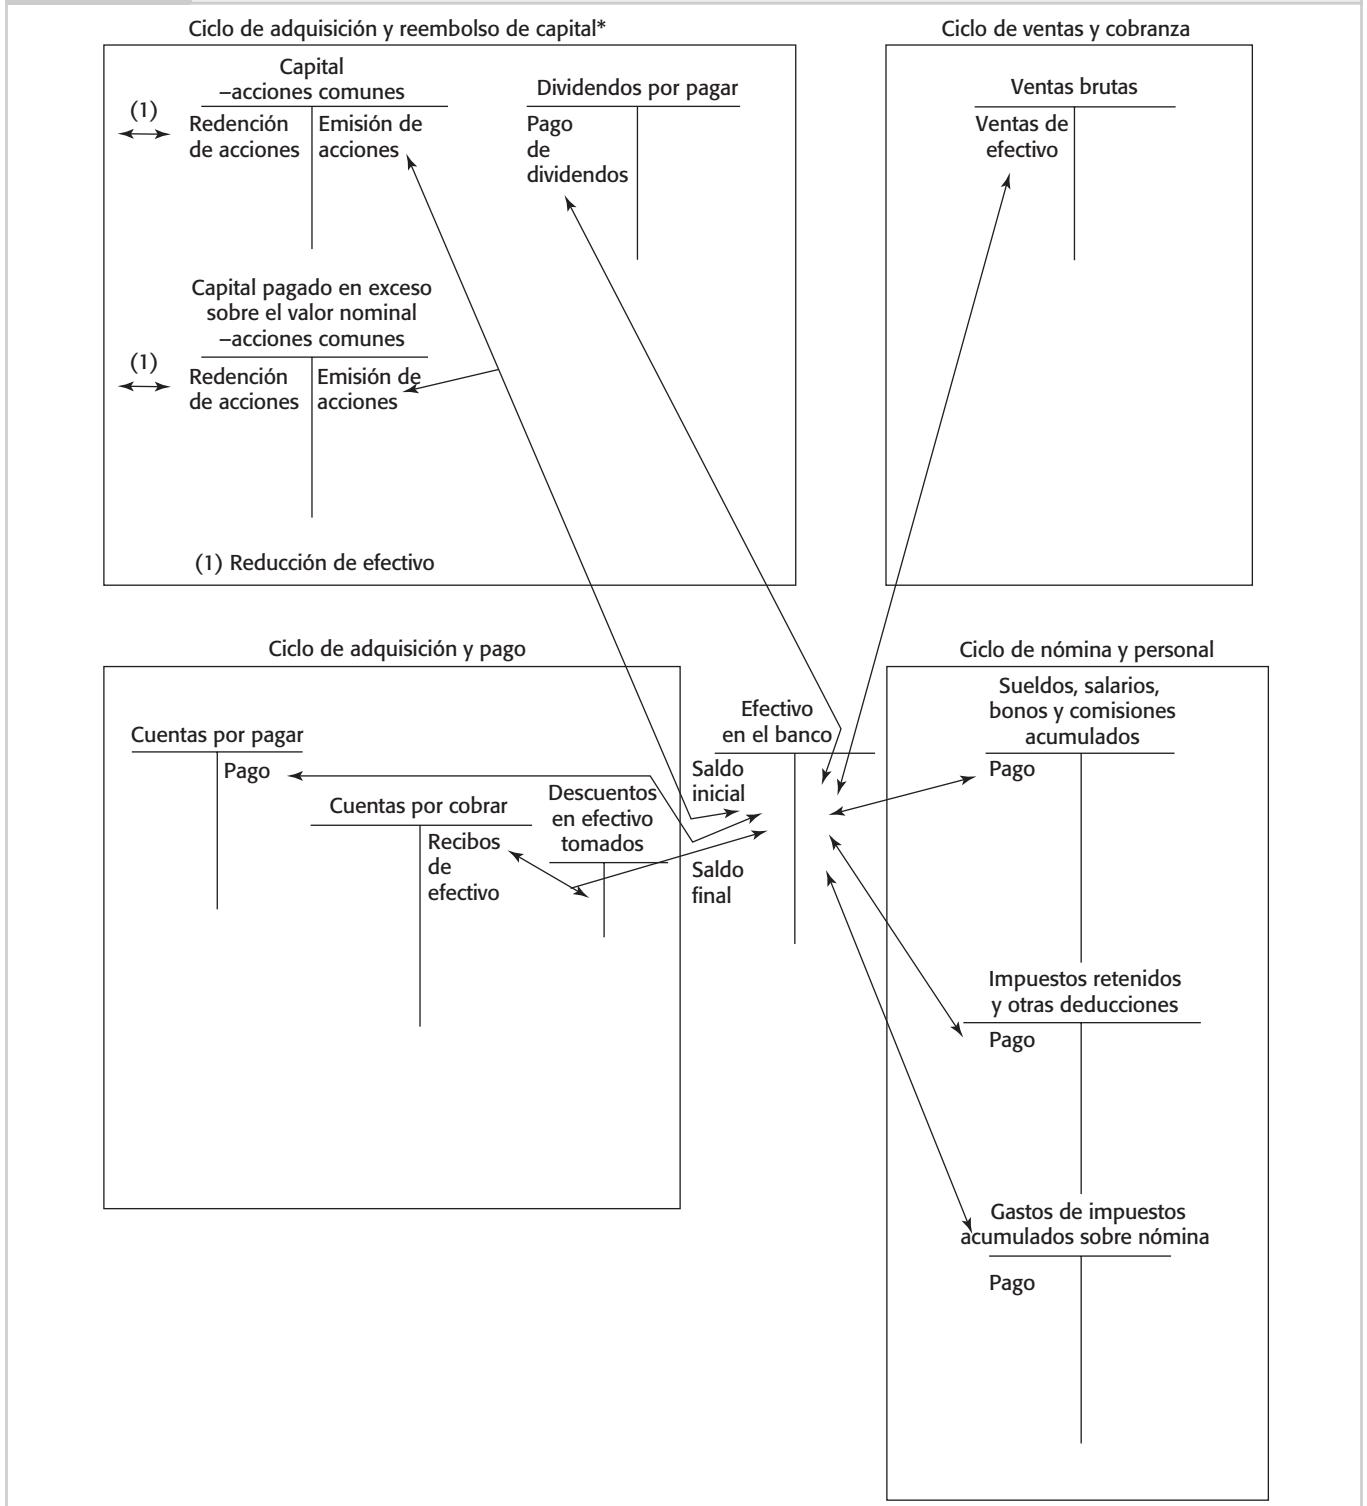 Ciclo de adquisición y reembolso de capital*
Capital
–acciones comunes
(1)
Redención
de acciones
Emisión de
acciones
Dividendos por pagar
Pago
de
dividendos
Capital pagado en exceso
sobre el valor nominal
–acciones comunes
(1)
Redención
de acciones
Emisión de
acciones
(1) Reducción de efectivo
Ciclo de ventas y cobranza
Ventas brutas
Ventas de
efectivo
Ciclo de adquisición y pago
Cuentas por pagar
Pago
Cuentas por cobrar
Recibos
de
efectivo
Descuentos
en efectivo
tomados
Efectivo
en el banco
Saldo
inicial
Saldo
final
Ciclo de nómina y personal
Sueldos, salarios,
bonos y comisiones
acumulados
Pago
Impuestos retenidos
y otras deducciones
Pago
Gastos de impuestos
acumulados sobre nómina
Pago